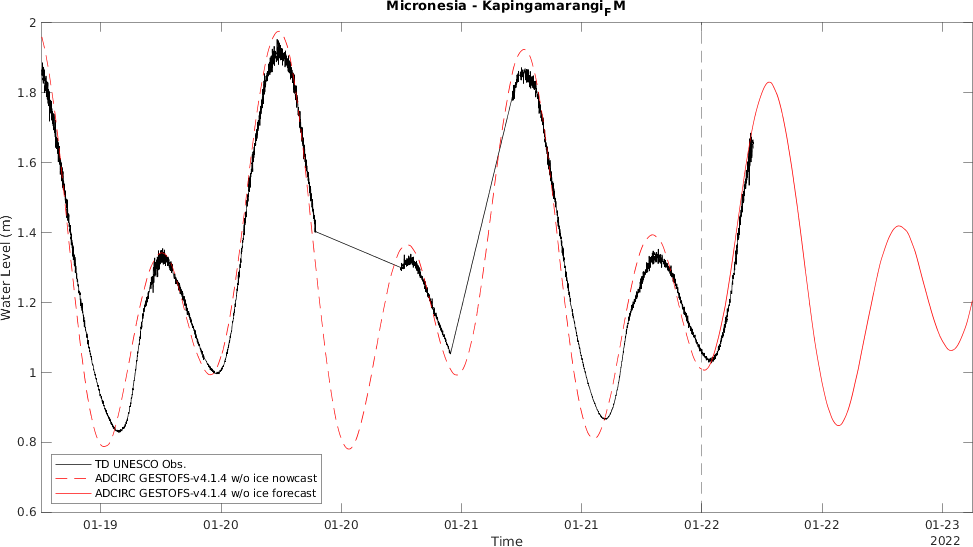 Micronesia - KapingamarangiFM
2
1.8
1.6
1.4
1.2
1
0.8
0.6
Water Level (m)
TD UNESCO Obs.
ADCIRC GESTOFS-v4.1.4 w/o ice nowcast
ADCIRC GESTOFS-v4.1.4 w/o ice forecast
01-19 01-20 01-20 01-21 01-21 01-22 01-22 01-23
Time
2022